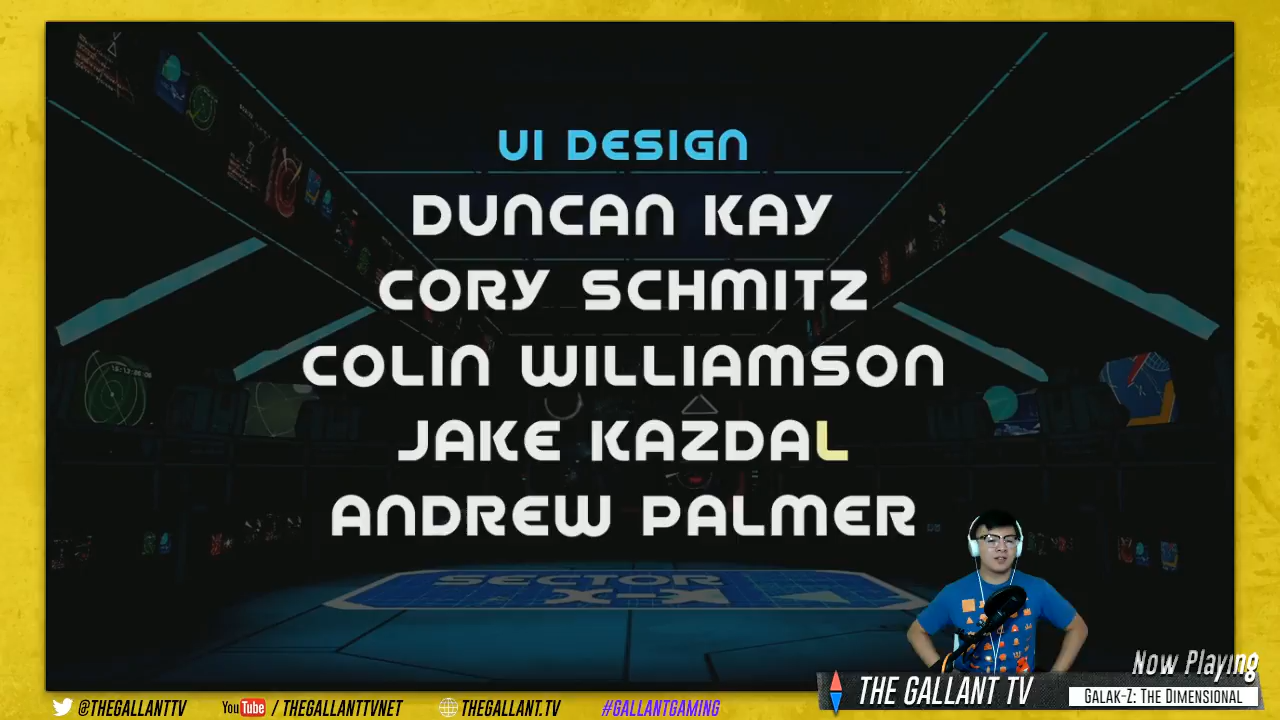 UI DESIGN
DUNCAN KAY
CORY SCHMITZ
COLIN WILLIAMSON
JAKE KAZDAL
ANDREW PALMER
SECTOR
X-X
Now Playing
THE GALLANT TV
GALAK-Z: THE DIMENSIONAL
@THEGALLANTTV
YouTube / THEGALLANTTVNET
THEGALLANT.TV
#GALLANTGAMING